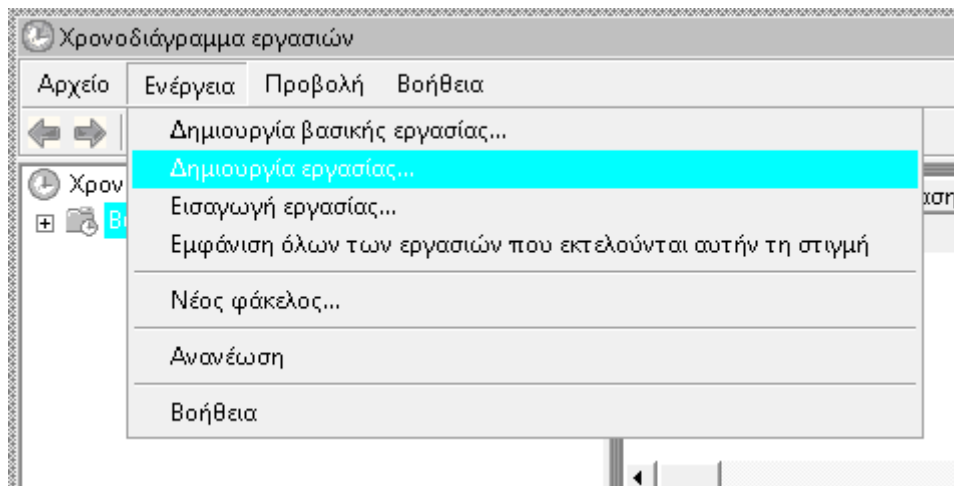 Χρονοδιάγραμμα εργασιών
Αρχείο Ενέργεια Προβολή Βοήθεια
Δημιουργία βασικής εργασίας...
Δημιουργία εργασίας...
Εισαγωγή εργασίας...
Εμφάνιση όλων των εργασιών που εκτελούνται αυτήν τη στιγμή
Νέος φάκελος...
Ανανέωση
Βοήθεια